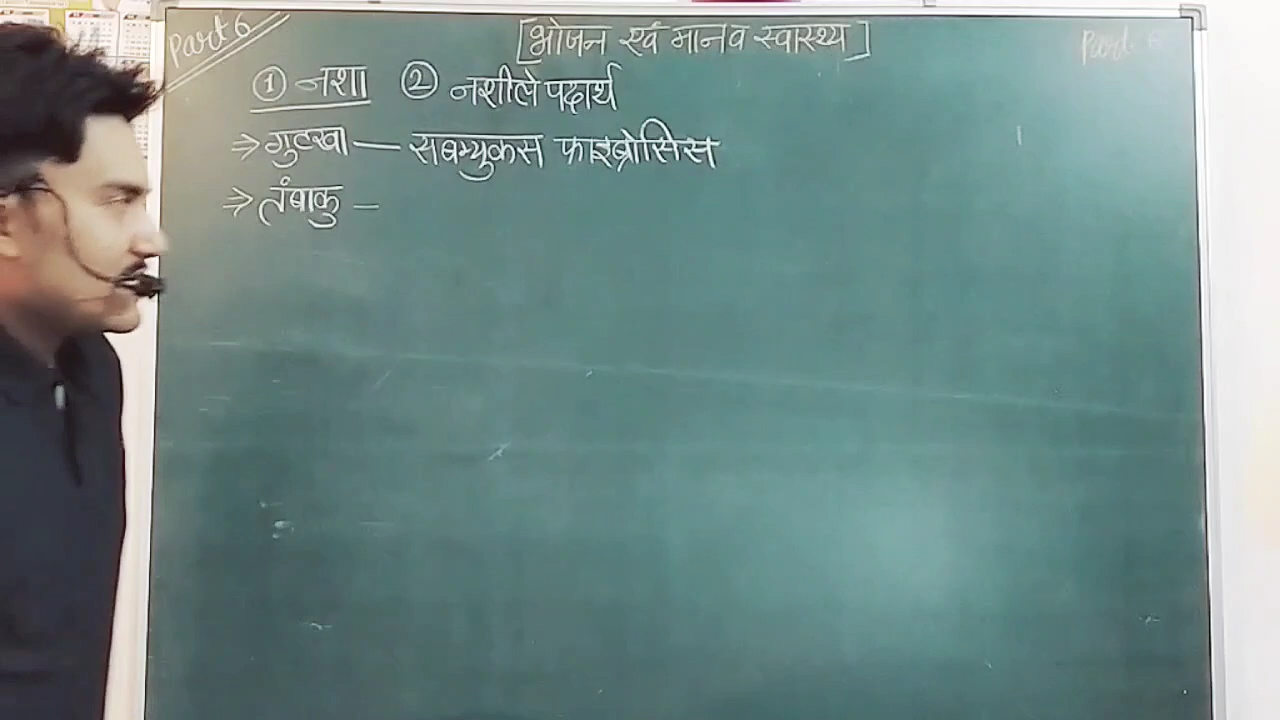 Part 6
[भोजन एवं मानव स्वास्थ्य]
① नशा ② नशीले पदार्थ
⇒ गुटखा — सबम्युकस फाइब्रोसिस
⇒ तंबाकु –